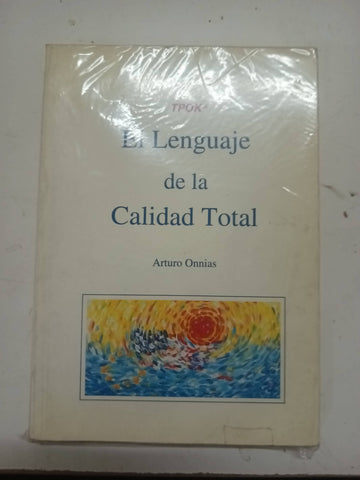 TPOK
El Lenguaje
de la
Calidad Total
Arturo Onnias